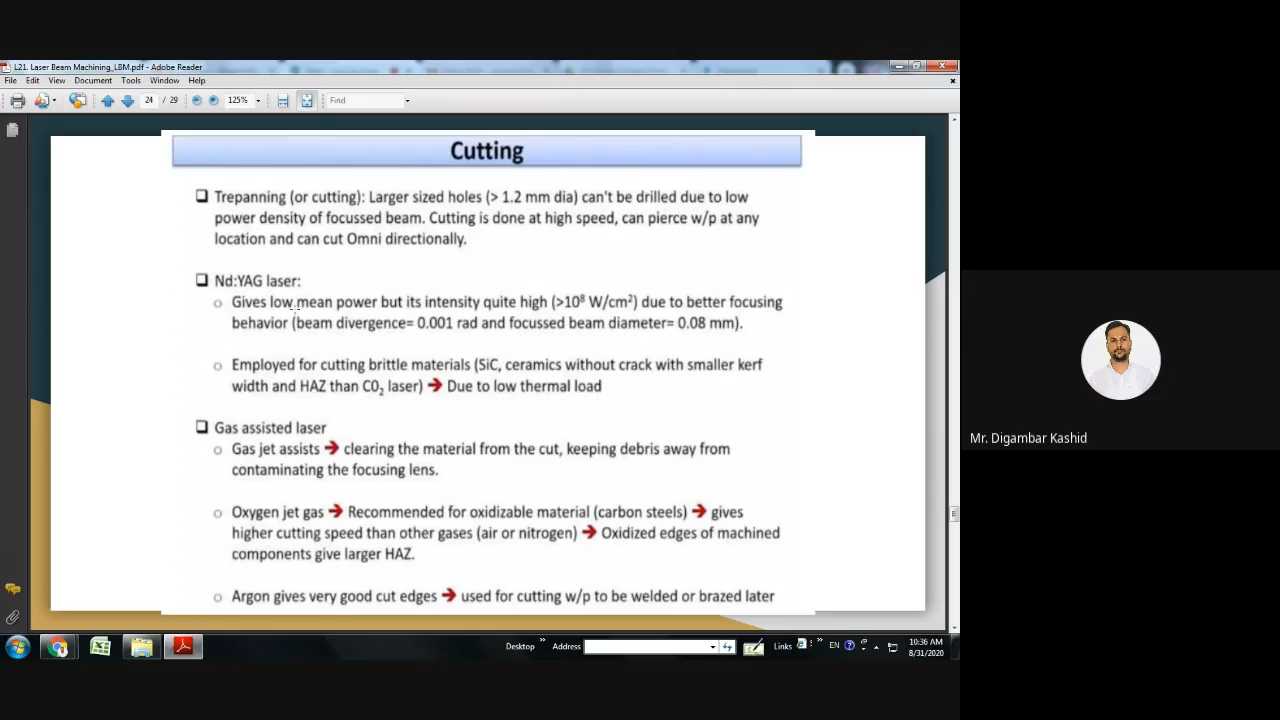 L21. Laser Beam Machining_LBM.pdf - Adobe Reader
File Edit View Document Tools Window Help
24 / 29 125% Find
Cutting
Trepanning (or cutting): Larger sized holes (> 1.2 mm dia) can't be drilled due to low
power density of focussed beam. Cutting is done at high speed, can pierce w/p at any
location and can cut Omni directionally.
Nd:YAG laser:
Gives low mean power but its intensity quite high (>10⁸ W/cm²) due to better focusing
behavior (beam divergence= 0.001 rad and focussed beam diameter= 0.08 mm).
Employed for cutting brittle materials (SiC, ceramics without crack with smaller kerf
width and HAZ than C0₂ laser) ➔ Due to low thermal load
Gas assisted laser
Gas jet assists ➔ clearing the material from the cut, keeping debris away from
contaminating the focusing lens.
Oxygen jet gas ➔ Recommended for oxidizable material (carbon steels) ➔ gives
higher cutting speed than other gases (air or nitrogen) ➔ Oxidized edges of machined
components give larger HAZ.
Argon gives very good cut edges ➔ used for cutting w/p to be welded or brazed later
Mr. Digambar Kashid
Desktop » Address Links » EN 10:36 AM
8/31/2020